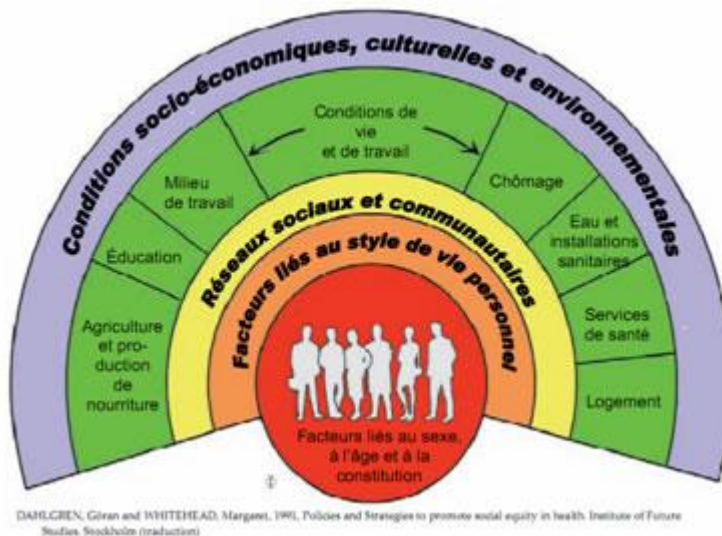 Conditions socio-économiques, culturelles et environnementales
Conditions de
vie
et de travail
Milieu
de travail
Chômage
Éducation
Eau et
installations
sanitaires
Agriculture
et pro-
duction
de
nourriture
Services
de santé
Logement
Réseaux sociaux et communautaires
Facteurs liés au style de vie personnel
Facteurs liés au sexe,
à l'âge et à la
constitution
DAHLGREN, Göran and WHITEHEAD, Margaret, 1991, Policies and Strategies to promote social equity in health. Institute of Future
Studies. Stockholm (traduction)